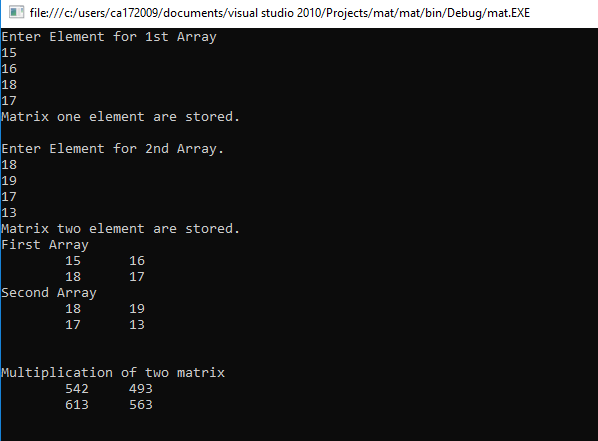 file:///c:/users/ca172009/documents/visual studio 2010/Projects/mat/mat/bin/Debug/mat.EXE
Enter Element for 1st Array
15
16
18
17
Matrix one element are stored.
Enter Element for 2nd Array.
18
19
17
13
Matrix two element are stored.
First Array
15 16
18 17
Second Array
18 19
17 13
Multiplication of two matrix
542 493
613 563